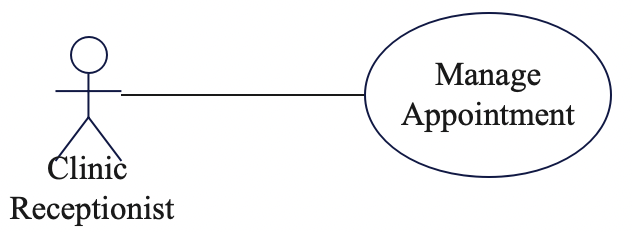 Manage
Appointment
Clinic
Receptionist